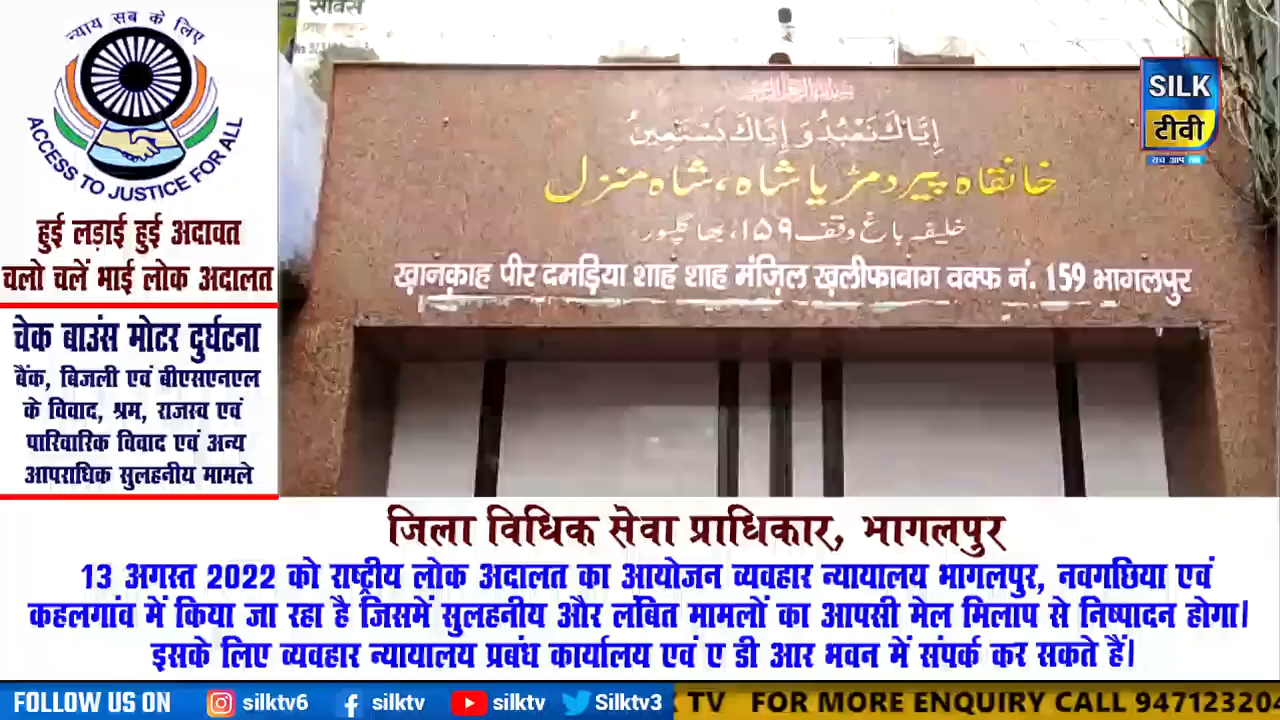 न्याय सब के लिए
ACCESS TO JUSTICE FOR ALL
हुई लड़ाई हुई अदावत
चलो चलें भाई लोक अदालत
चेक बाउंस मोटर दुर्घटना
बैंक, बिजली एवं बीएसएनएल
के विवाद, श्रम, राजस्व एवं
पारिवारिक विवाद एवं अन्य
आपराधिक सुलहनीय मामले
सर्विस
SILK
टीवी
إِيَّاكَ نَعْبُدُ وَ إِيَّاكَ نَسْتَعِينُ
خانقاہ پیر دمڑیا شاہ، شاہ منزل
خلیفہ باغ وقف ۱۵۹، بھاگلپور
ख़ानक़ाह पीर दमड़िया शाह शाह मंज़िल ख़लीफाबाग वक्फ नं. 159 भागलपुर
जिला विधिक सेवा प्राधिकार, भागलपुर
13 अगस्त 2022 को राष्ट्रीय लोक अदालत का आयोजन व्यवहार न्यायालय भागलपुर, नवगछिया एवं
कहलगांव में किया जा रहा है जिसमें सुलहनीय और लंबित मामलों का आपसी मेल मिलाप से निष्पादन होगा।
इसके लिए व्यवहार न्यायालय प्रबंध कार्यालय एवं ए डी आर भवन में संपर्क कर सकते हैं।
FOLLOW US ON silktv6 silktv silktv Silktv3 K TV FOR MORE ENQUIRY CALL 94712320